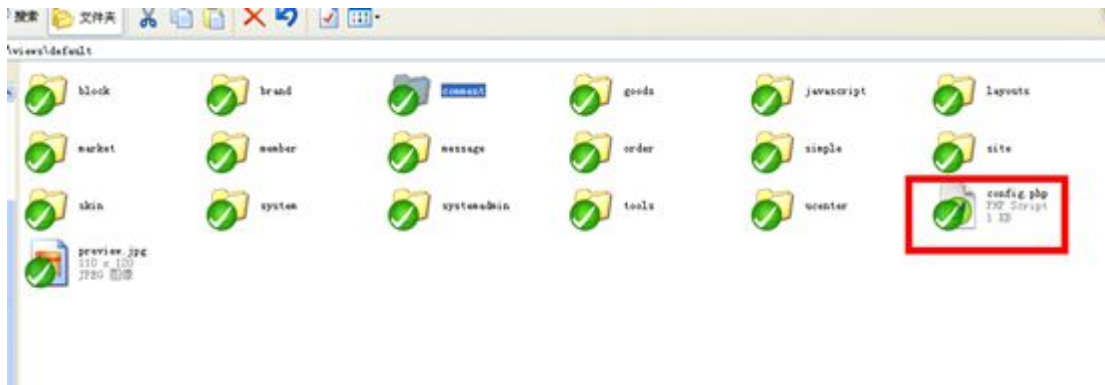 搜索 文件夹
\views\default
block brand comment goods javascript layouts
market member message order simple site
skin system systemadmin tools ucenter config.php
PHP Script
1 KB
preview.jpg
110 x 120
JPEG 图像